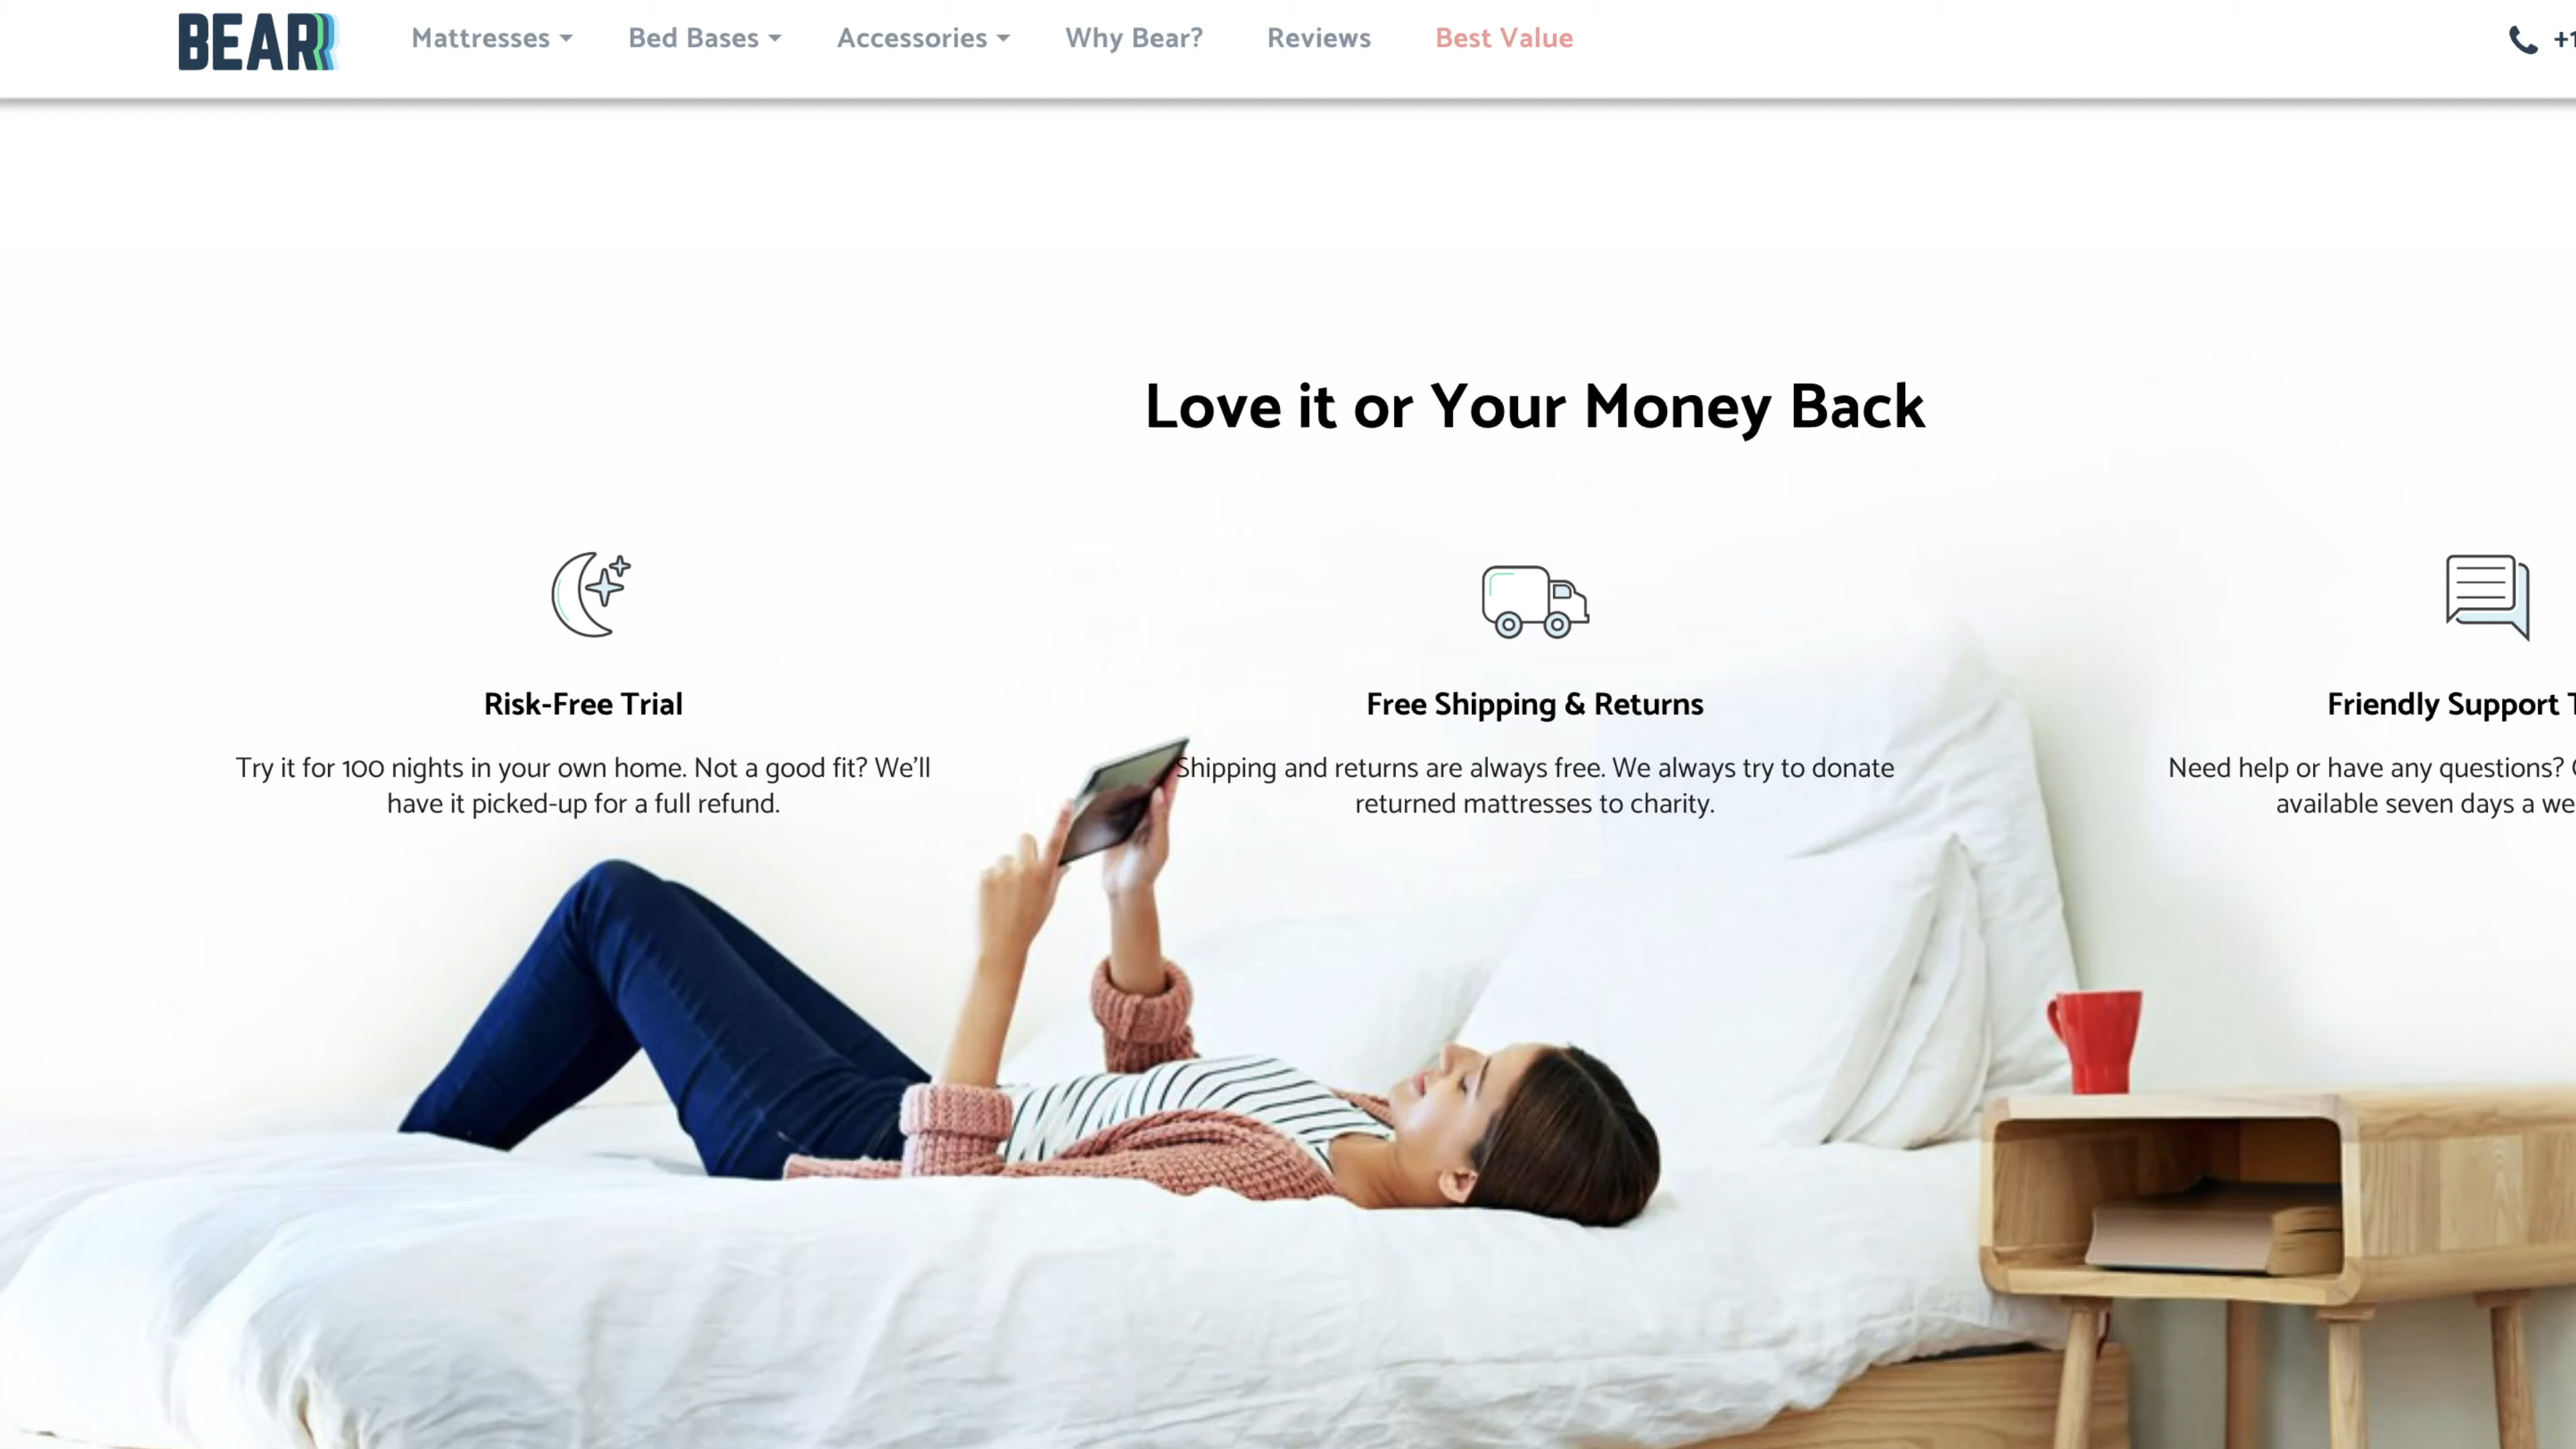 BEAR
Mattresses
Bed Bases
Accessories
Why Bear?
Reviews
Best Value
+1
Love it or Your Money Back
Risk-Free Trial
Try it for 100 nights in your own home. Not a good fit? We'll
have it picked-up for a full refund.
Free Shipping & Returns
Shipping and returns are always free. We always try to donate
returned mattresses to charity.
Friendly Support
Need help or have any questions?
available seven days a